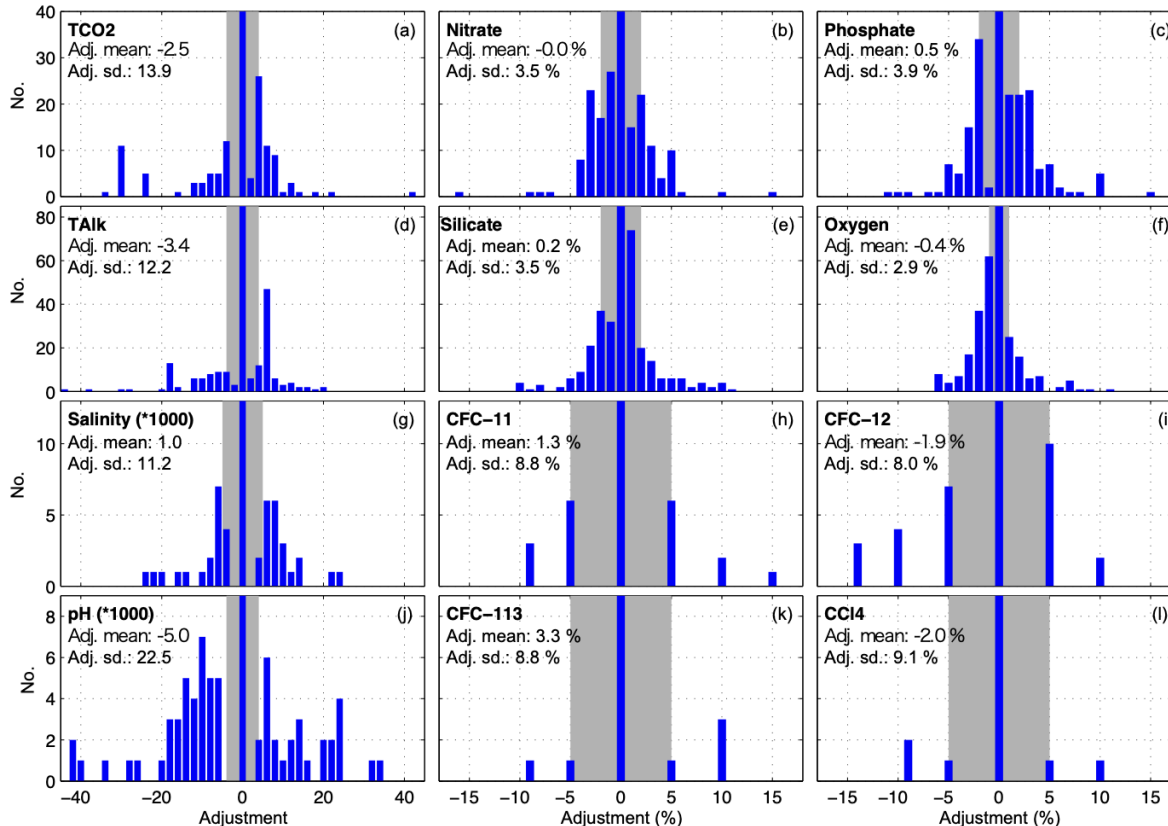 TCO2 (a)
Adj. mean: -2.5
Adj. sd.: 13.9
Nitrate (b)
Adj. mean: -0.0 %
Adj. sd.: 3.5 %
Phosphate (c)
Adj. mean: 0.5 %
Adj. sd.: 3.9 %
No.
40
30
20
10
0
TAlk (d)
Adj. mean: -3.4
Adj. sd.: 12.2
Silicate (e)
Adj. mean: 0.2 %
Adj. sd.: 3.5 %
Oxygen (f)
Adj. mean: -0.4 %
Adj. sd.: 2.9 %
No.
80
60
40
20
0
Salinity (*1000) (g)
Adj. mean: 1.0
Adj. sd.: 11.2
CFC-11 (h)
Adj. mean: 1.3 %
Adj. sd.: 8.8 %
CFC-12 (i)
Adj. mean: -1.9 %
Adj. sd.: 8.0 %
No.
10
5
0
pH (*1000) (j)
Adj. mean: -5.0
Adj. sd.: 22.5
CFC-113 (k)
Adj. mean: 3.3 %
Adj. sd.: 8.8 %
CCl4 (l)
Adj. mean: -2.0 %
Adj. sd.: 9.1 %
No.
8
6
4
2
0
-40 -20 0 20 40
-15 -10 -5 0 5 10 15
-15 -10 -5 0 5 10 15
Adjustment
Adjustment (%)
Adjustment (%)